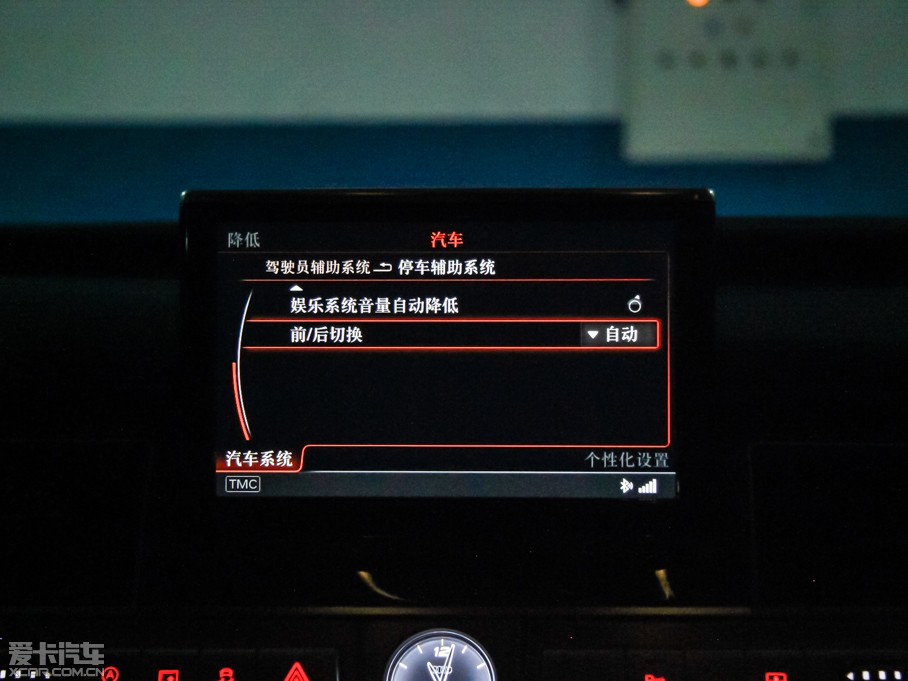 降低 汽车
驾驶员辅助系统 停车辅助系统
娱乐系统音量自动降低
前/后切换 自动
汽车系统 个性化设置
TMC
12
爱卡汽车
XCAR.COM.CN